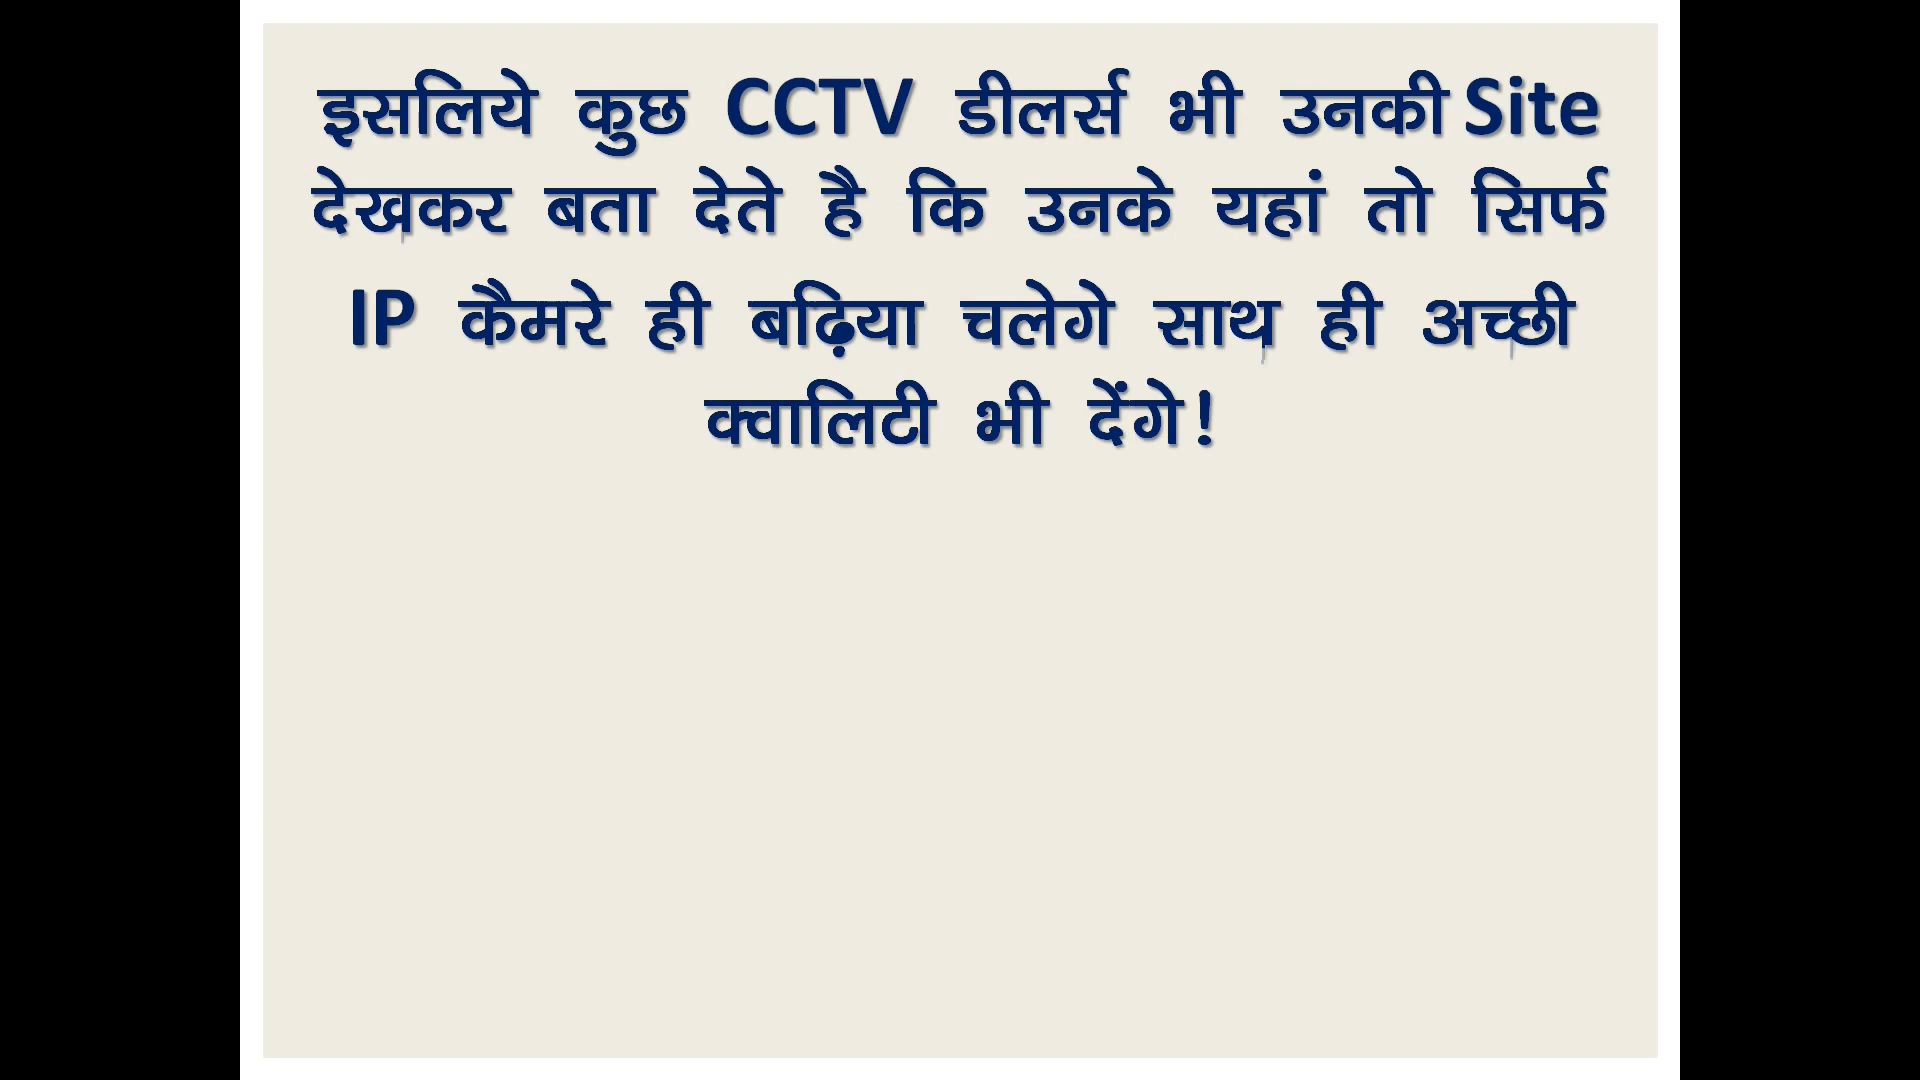 इसलिये कुछ CCTV डीलर्स भी उनकी Site
देखकर बता देते है कि उनके यहां तो सिर्फ
IP कैमरे ही बढ़िया चलेगे साथ ही अच्छी
क्वालिटी भी देंगे!